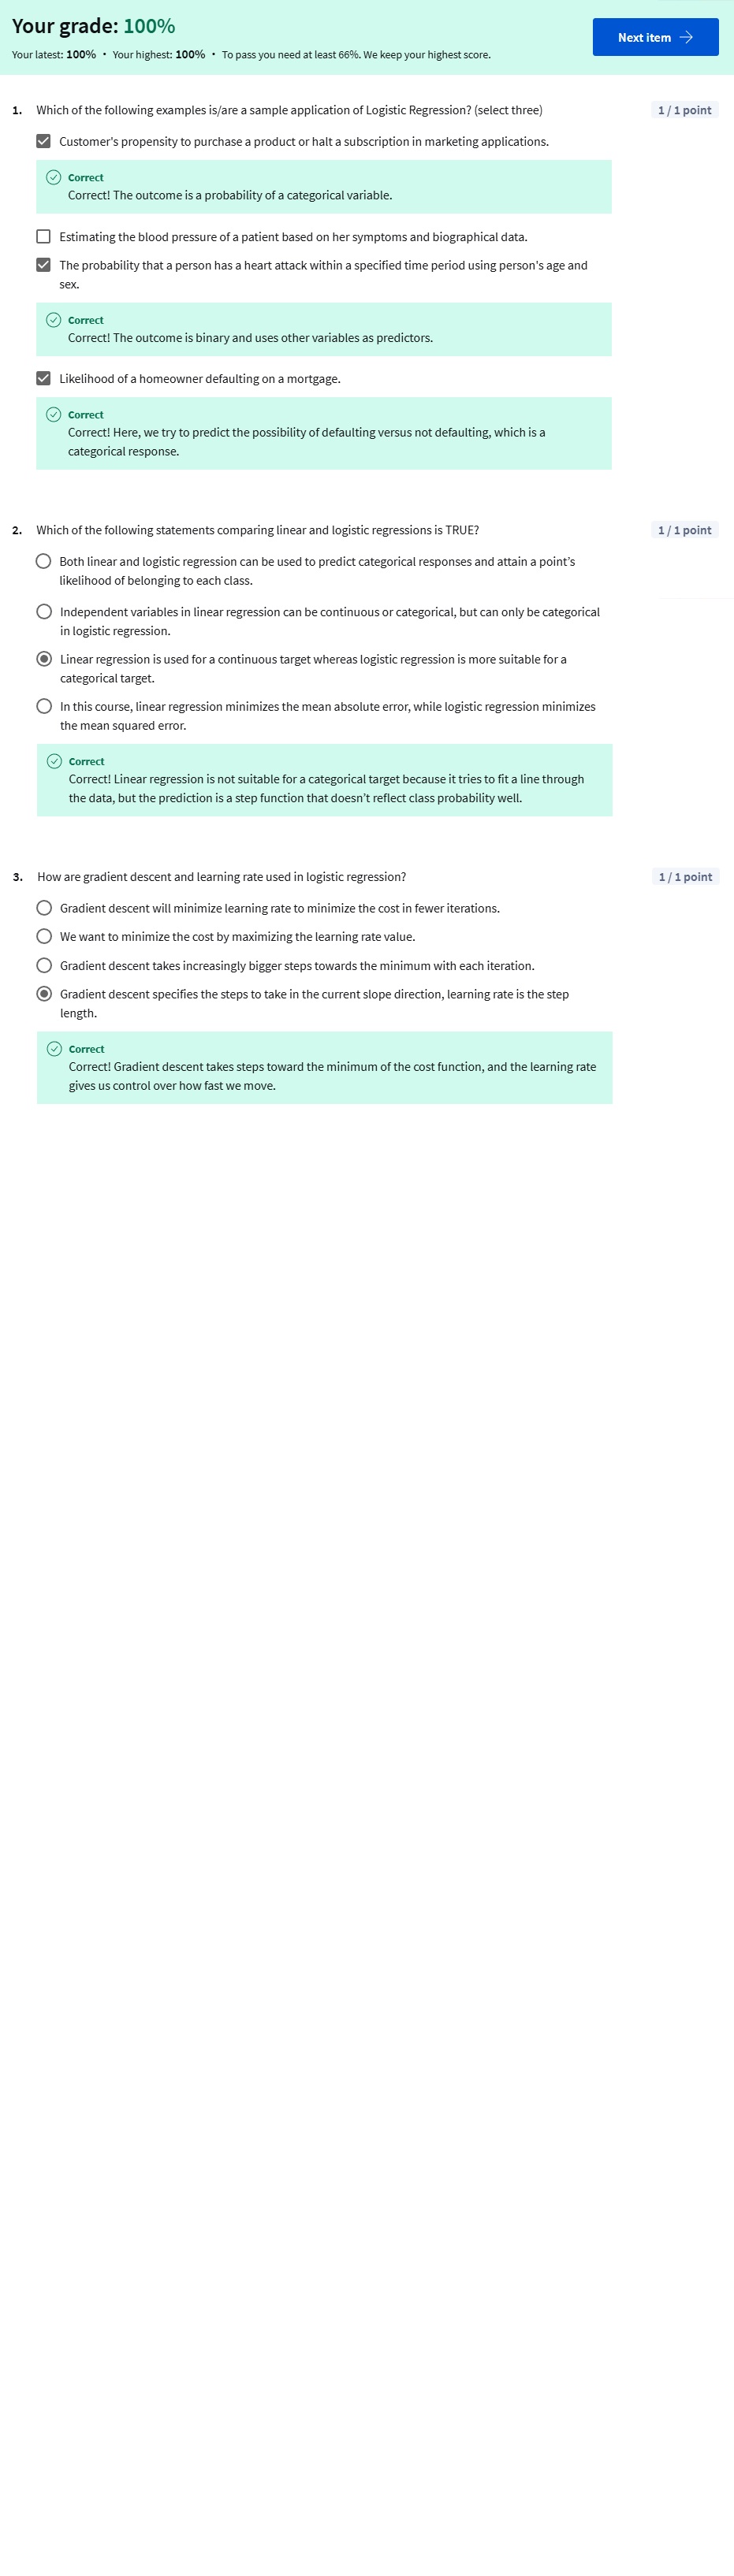 Your grade: 100%
Next item
Your latest: 100% • Your highest: 100% • To pass you need at least 66%. We keep your highest score.
1. Which of the following examples is/are a sample application of Logistic Regression? (select three)
1 / 1 point
Customer's propensity to purchase a product or halt a subscription in marketing applications.
Correct
Correct! The outcome is a probability of a categorical variable.
Estimating the blood pressure of a patient based on her symptoms and biographical data.
The probability that a person has a heart attack within a specified time period using person's age and
sex.
Correct
Correct! The outcome is binary and uses other variables as predictors.
Likelihood of a homeowner defaulting on a mortgage.
Correct
Correct! Here, we try to predict the possibility of defaulting versus not defaulting, which is a
categorical response.
2. Which of the following statements comparing linear and logistic regressions is TRUE?
1 / 1 point
Both linear and logistic regression can be used to predict categorical responses and attain a point’s
likelihood of belonging to each class.
Independent variables in linear regression can be continuous or categorical, but can only be categorical
in logistic regression.
Linear regression is used for a continuous target whereas logistic regression is more suitable for a
categorical target.
In this course, linear regression minimizes the mean absolute error, while logistic regression minimizes
the mean squared error.
Correct
Correct! Linear regression is not suitable for a categorical target because it tries to fit a line through
the data, but the prediction is a step function that doesn’t reflect class probability well.
3. How are gradient descent and learning rate used in logistic regression?
1 / 1 point
Gradient descent will minimize learning rate to minimize the cost in fewer iterations.
We want to minimize the cost by maximizing the learning rate value.
Gradient descent takes increasingly bigger steps towards the minimum with each iteration.
Gradient descent specifies the steps to take in the current slope direction, learning rate is the step
length.
Correct
Correct! Gradient descent takes steps toward the minimum of the cost function, and the learning rate
gives us control over how fast we move.